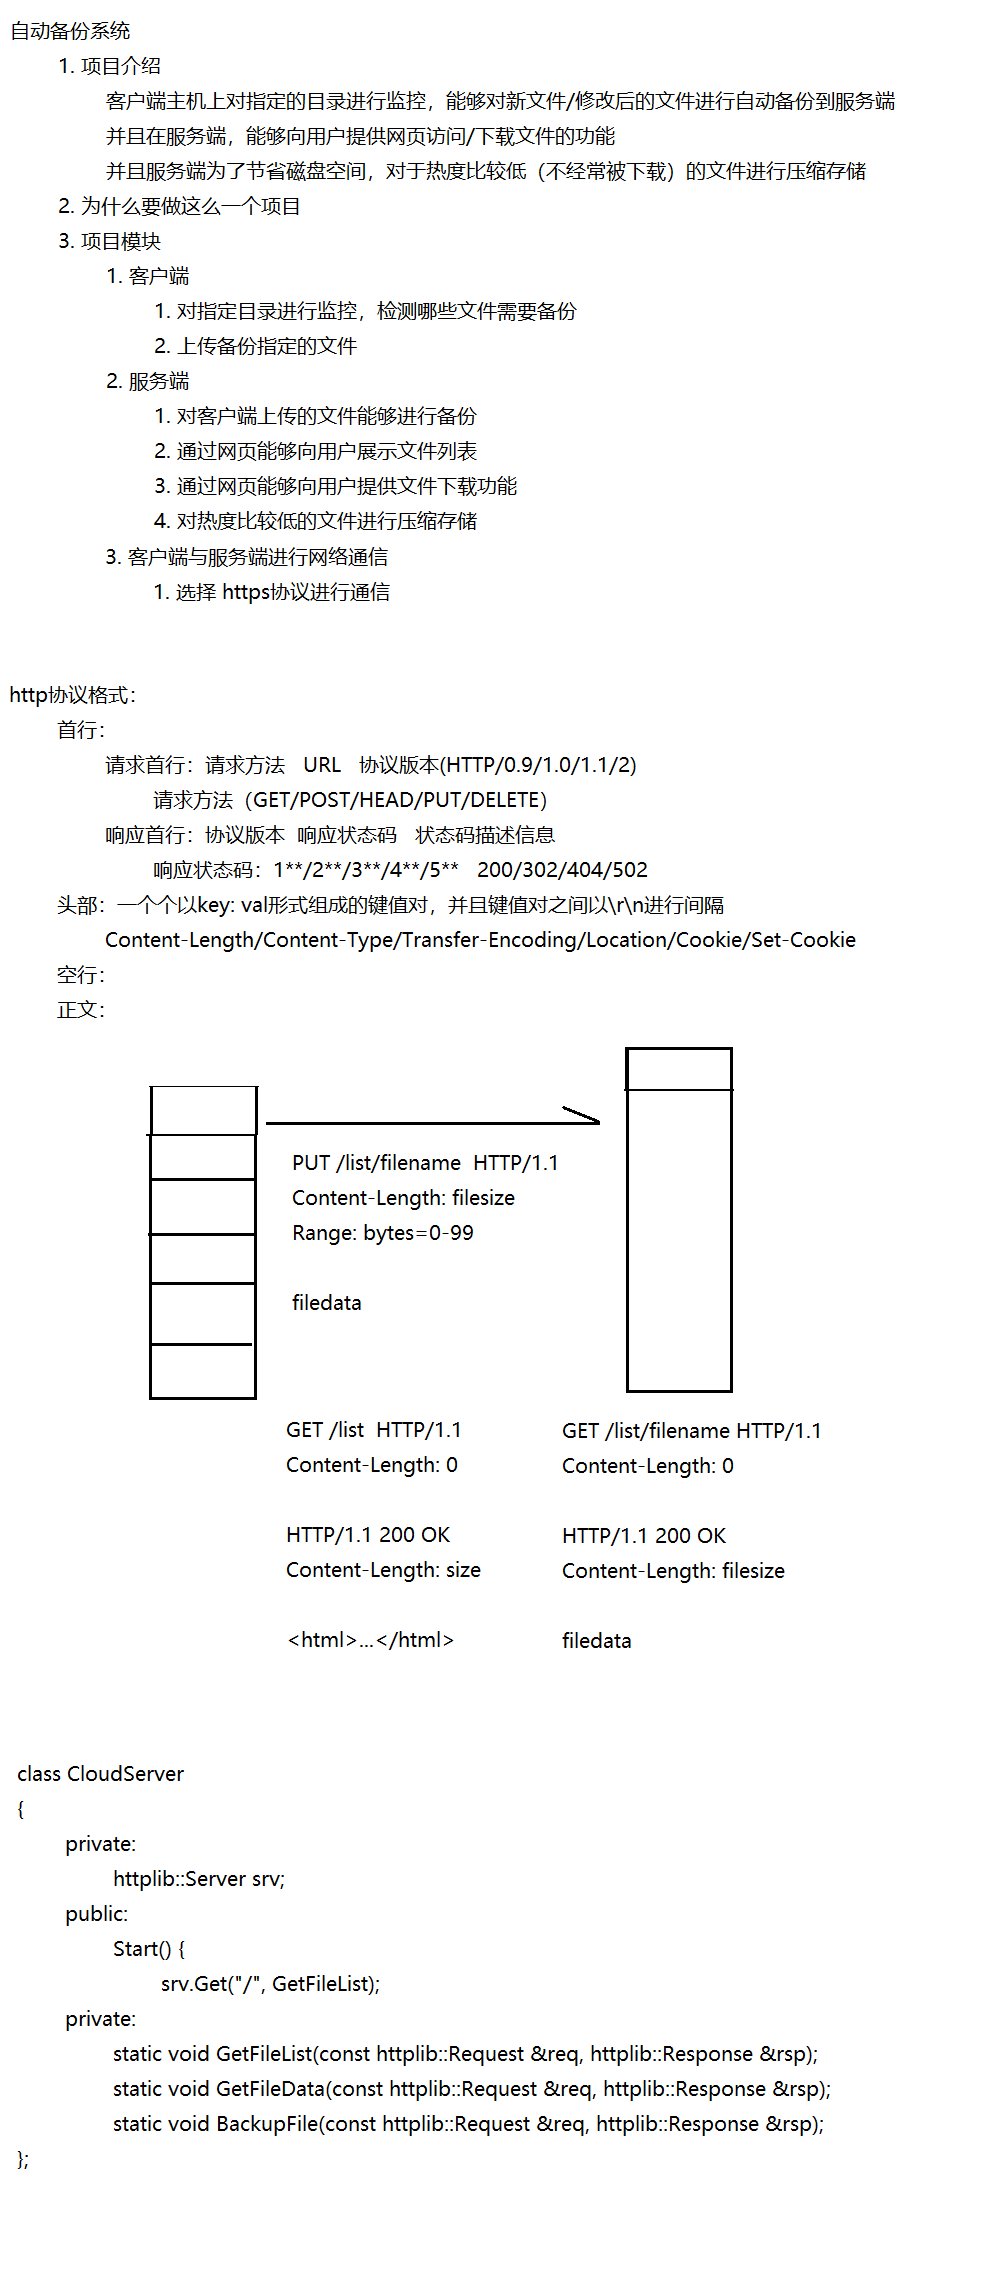 自动备份系统
1. 项目介绍
客户端主机上对指定的目录进行监控，能够对新文件/修改后的文件进行自动备份到服务端
并且在服务端，能够向用户提供网页访问/下载文件的功能
并且服务端为了节省磁盘空间，对于热度比较低（不经常被下载）的文件进行压缩存储
2. 为什么要做这么一个项目
3. 项目模块
1. 客户端
1. 对指定目录进行监控，检测哪些文件需要备份
2. 上传备份指定的文件
2. 服务端
1. 对客户端上传的文件能够进行备份
2. 通过网页能够向用户展示文件列表
3. 通过网页能够向用户提供文件下载功能
4. 对热度比较低的文件进行压缩存储
3. 客户端与服务端进行网络通信
1. 选择 https协议进行通信
http协议格式：
首行：
请求首行：请求方法 URL 协议版本(HTTP/0.9/1.0/1.1/2)
请求方法（GET/POST/HEAD/PUT/DELETE）
响应首行：协议版本 响应状态码 状态码描述信息
响应状态码：1**/2**/3**/4**/5** 200/302/404/502
头部：一个个以key: val形式组成的键值对，并且键值对之间以\r\n进行间隔
Content-Length/Content-Type/Transfer-Encoding/Location/Cookie/Set-Cookie
空行：
正文：
PUT /list/filename HTTP/1.1
Content-Length: filesize
Range: bytes=0-99
filedata
GET /list HTTP/1.1
Content-Length: 0
HTTP/1.1 200 OK
Content-Length: size
<html>...</html>
GET /list/filename HTTP/1.1
Content-Length: 0
HTTP/1.1 200 OK
Content-Length: filesize
filedata
class CloudServer
{
private:
httplib::Server srv;
public:
Start() {
srv.Get("/", GetFileList);
private:
static void GetFileList(const httplib::Request &req, httplib::Response &rsp);
static void GetFileData(const httplib::Request &req, httplib::Response &rsp);
static void BackupFile(const httplib::Request &req, httplib::Response &rsp);
};